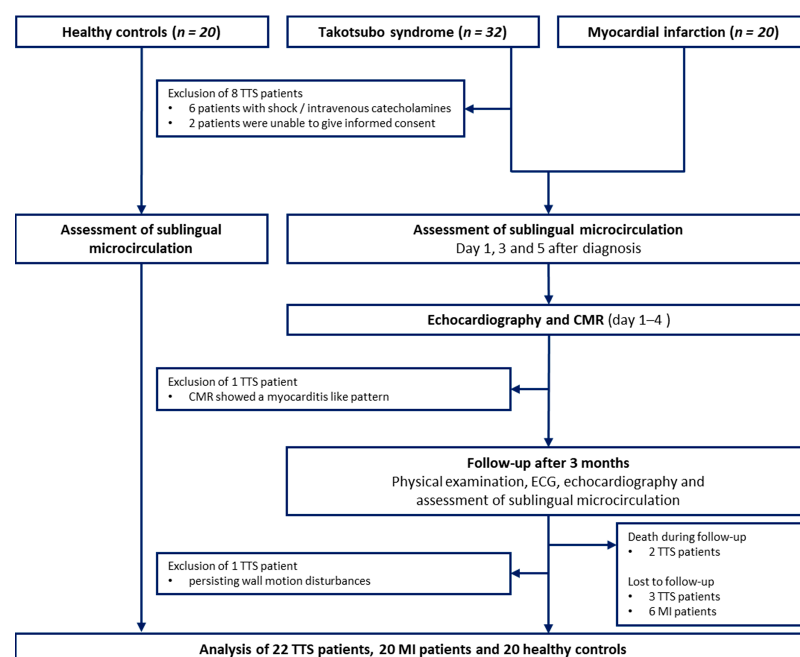 Healthy controls (n = 20)
Takotsubo syndrome (n = 32)
Myocardial infarction (n = 20)
Exclusion of 8 TTS patients
• 6 patients with shock / intravenous catecholamines
• 2 patients were unable to give informed consent
Assessment of sublingual
microcirculation
Assessment of sublingual microcirculation
Day 1, 3 and 5 after diagnosis
Echocardiography and CMR (day 1–4 )
Exclusion of 1 TTS patient
• CMR showed a myocarditis like pattern
Follow-up after 3 months
Physical examination, ECG, echocardiography and
assessment of sublingual microcirculation
Death during follow-up
• 2 TTS patients
Lost to follow-up
• 3 TTS patients
• 6 MI patients
Exclusion of 1 TTS patient
• persisting wall motion disturbances
Analysis of 22 TTS patients, 20 MI patients and 20 healthy controls